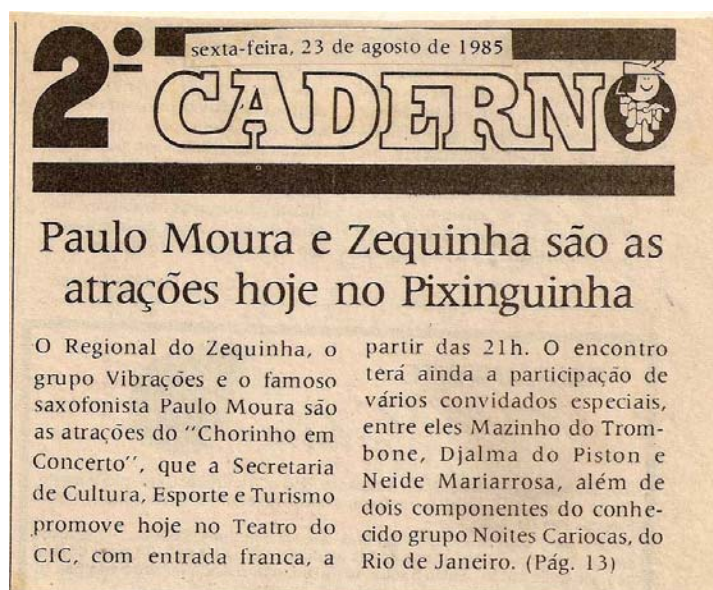 sexta-feira, 23 de agosto de 1985
2º CADERNO
Paulo Moura e Zequinha são as
atrações hoje no Pixinguinha
O Regional do Zequinha, o
grupo Vibrações e o famoso
saxofonista Paulo Moura são
as atrações do "Chorinho em
Concerto", que a Secretaria
de Cultura, Esporte e Turismo
promove hoje no Teatro do
CIC, com entrada franca, a
partir das 21h. O encontro
terá ainda a participação de
vários convidados especiais,
entre eles Mazinho do Trom-
bone, Djalma do Piston e
Neide Mariarrosa, além de
dois componentes do conhe-
cido grupo Noites Cariocas, do
Rio de Janeiro. (Pág. 13)